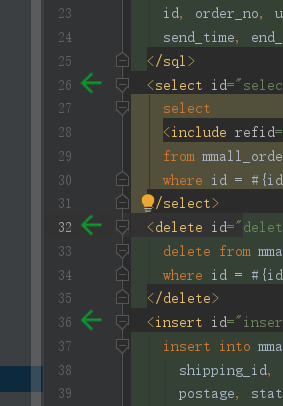 23 id, order_no, u
24 send_time, end_
25 </sql>
26 <select id="selec
27 select
28 <include refid=
29 from mmall_orde
30 where id = #{id
31 /select>
32 <delete id="delet
33 delete from mma
34 where id = #{id
35 </delete>
36 <insert id="inser
37 insert into mma
38 shipping_id,
39 postage, stat